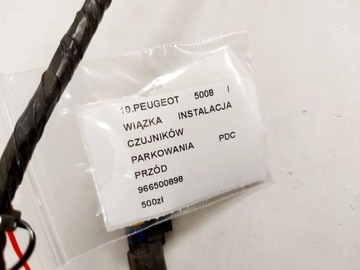 10.PEUGEOT 5008 I
WIĄZKA INSTALACJA
CZUJNIKÓW
PARKOWANIA PDC
PRZÓD
966500898
500zł